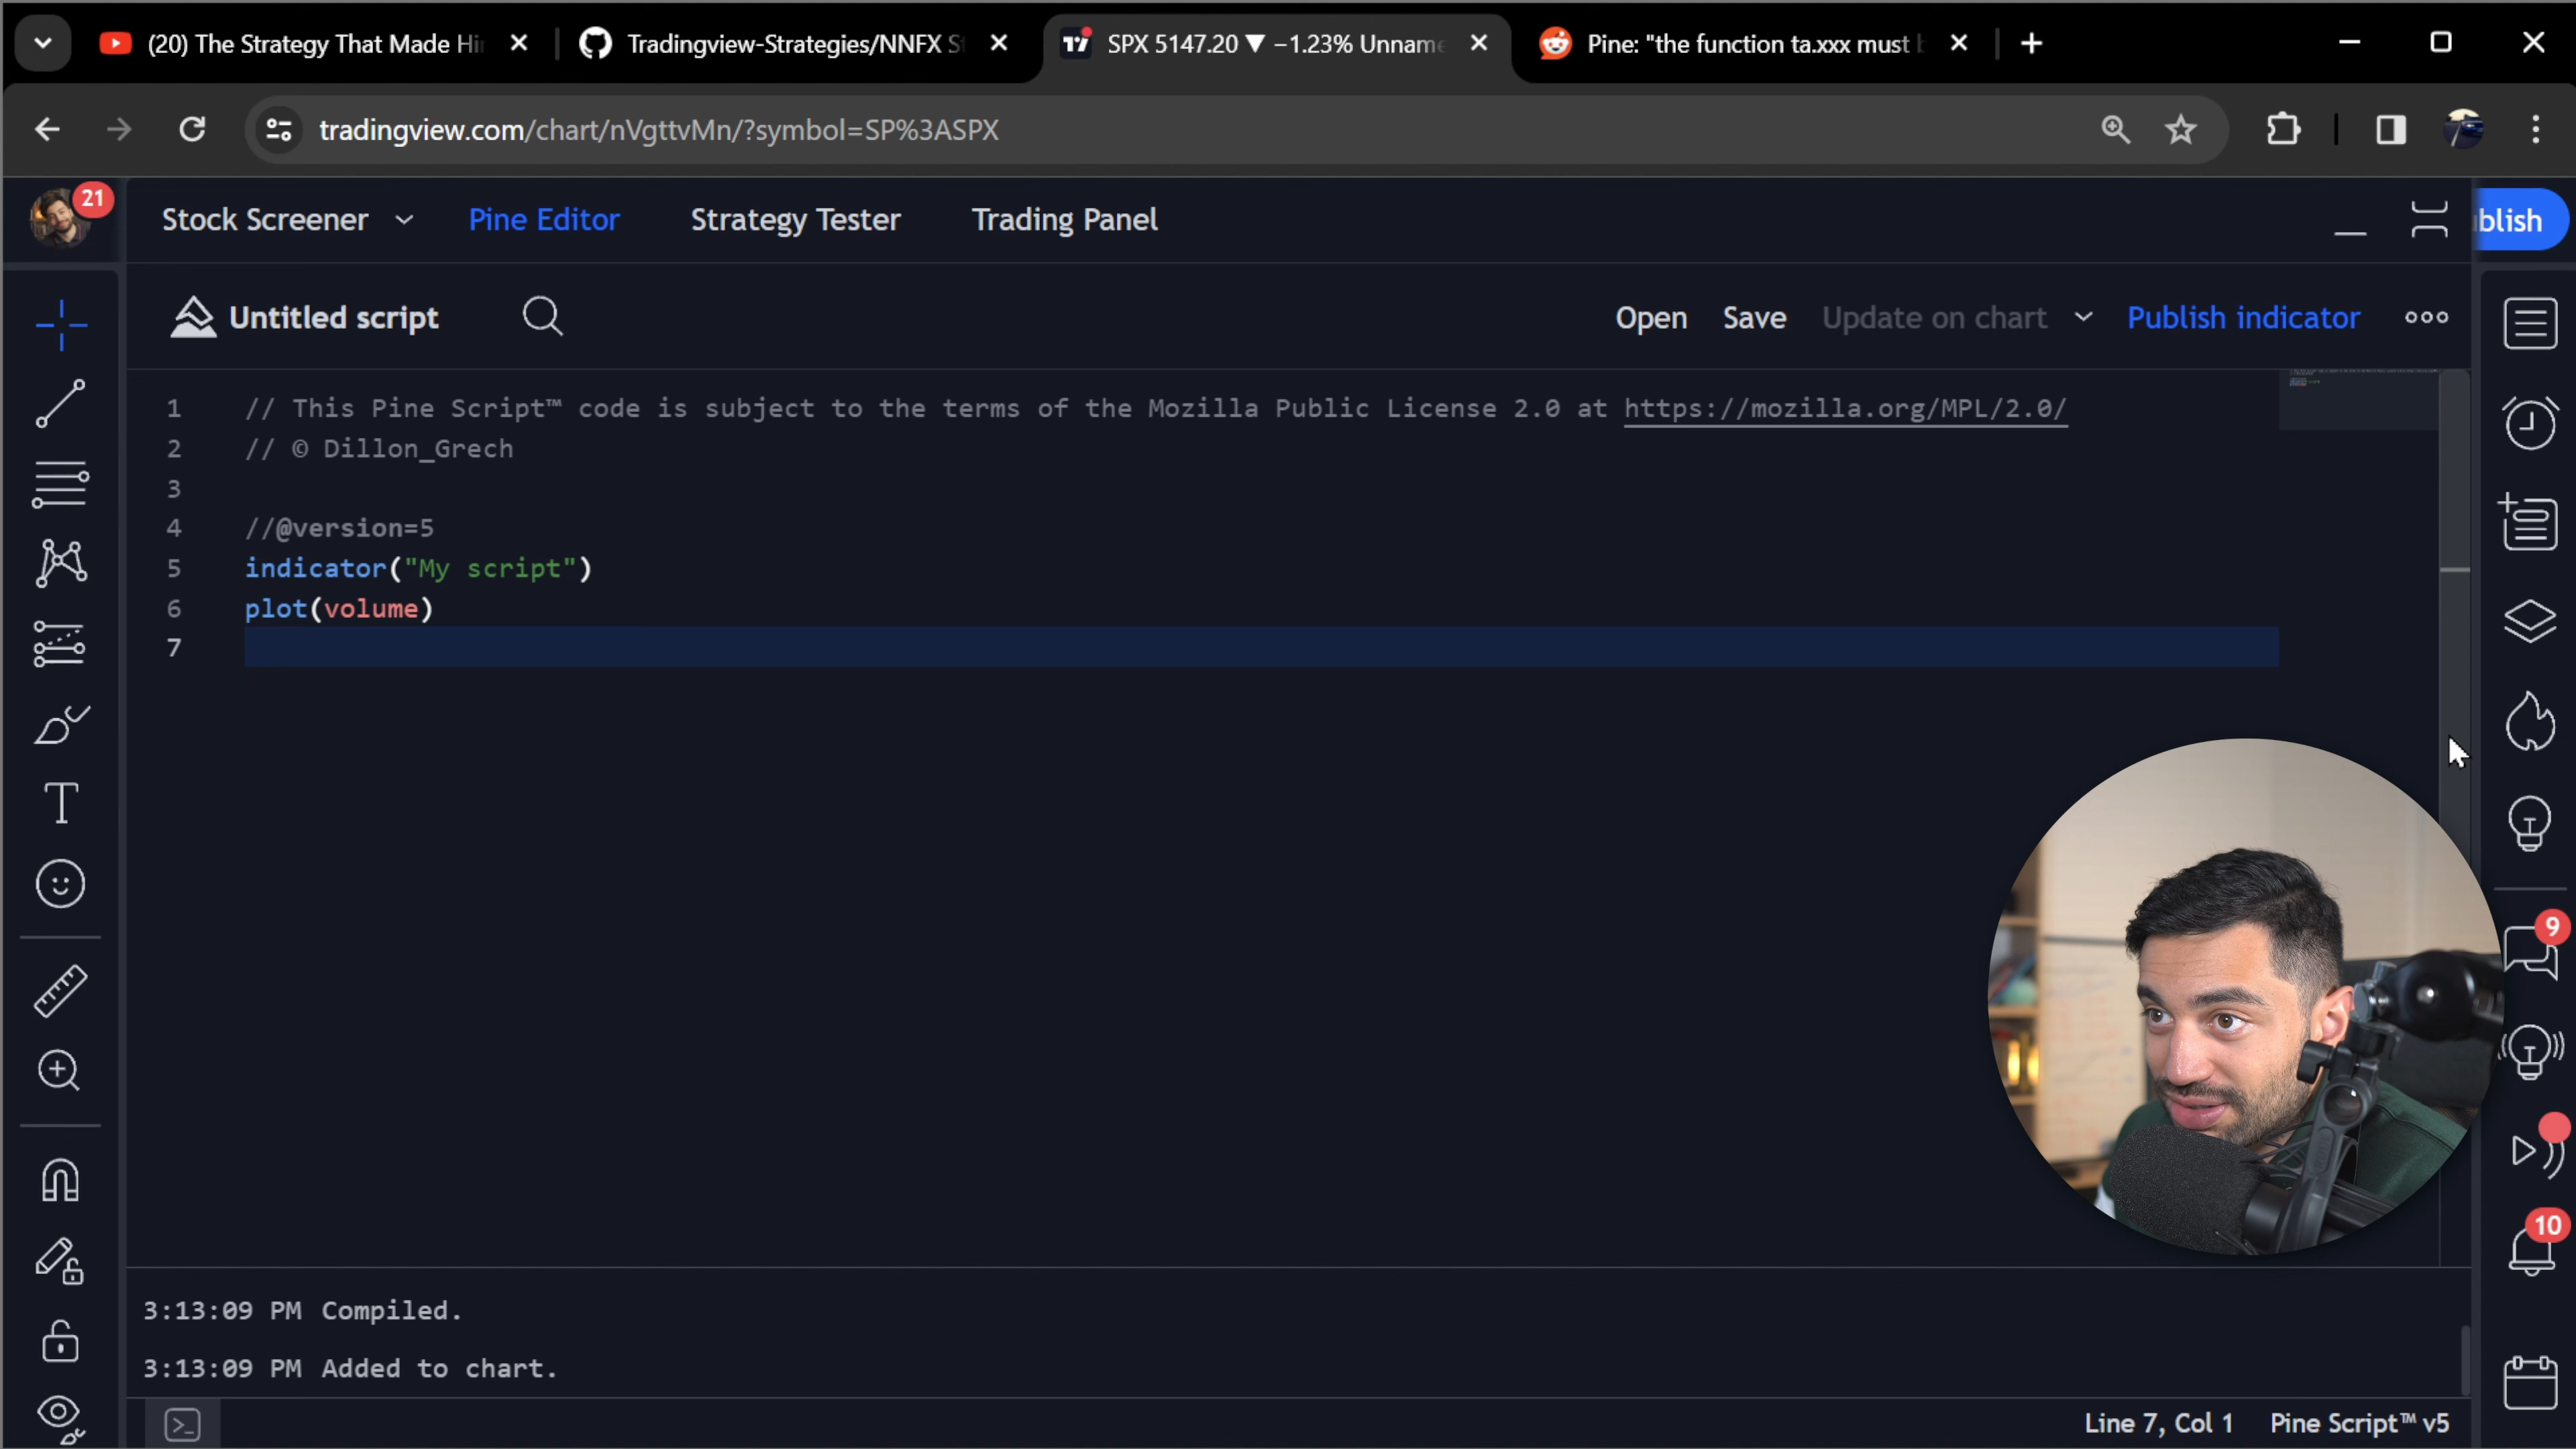 (20) The Strategy That Made Hi
Tradingview-Strategies/NNFX S
SPX 5147.20 ▼ −1.23% Unname
Pine: "the function ta.xxx must
tradingview.com/chart/nVgttvMn/?symbol=SP%3ASPX
21
Stock Screener
Pine Editor
Strategy Tester
Trading Panel
blish
Untitled script
Open
Save
Update on chart
Publish indicator
1 // This Pine Script™ code is subject to the terms of the Mozilla Public License 2.0 at https://mozilla.org/MPL/2.0/
2 // © Dillon_Grech
3
4 //@version=5
5 indicator("My script")
6 plot(volume)
7
9
10
3:13:09 PM Compiled.
3:13:09 PM Added to chart.
Line 7, Col 1
Pine Script™ v5